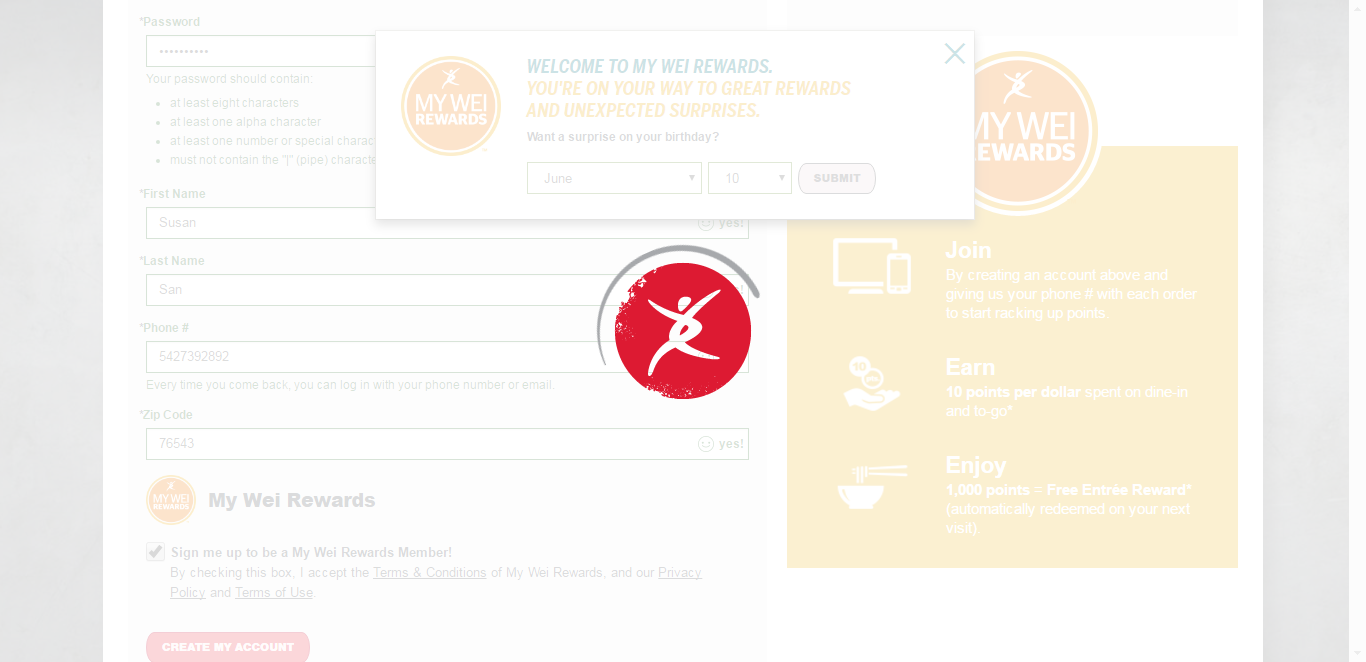 *Password
••••••••••
Your password should contain:
at least eight characters
at least one alpha character
at least one number or special charac
must not contain the "|" (pipe) characte
*First Name
Susan
yes!
*Last Name
San
*Phone #
5427392892
Every time you come back, you can log in with your phone number or email.
*Zip Code
76543
yes!
MY WEI
REWARDS
My Wei Rewards
Sign me up to be a My Wei Rewards Member!
By checking this box, I accept the Terms & Conditions of My Wei Rewards, and our Privacy
Policy and Terms of Use.
CREATE MY ACCOUNT
MY WEI
REWARDS
WELCOME TO MY WEI REWARDS.
YOU'RE ON YOUR WAY TO GREAT REWARDS
AND UNEXPECTED SURPRISES.
Want a surprise on your birthday?
June
10
SUBMIT
MY WEI
REWARDS
Join
By creating an account above and
giving us your phone # with each order
to start racking up points.
10
pts
Earn
10 points per dollar spent on dine-in
and to-go*
Enjoy
1,000 points = Free Entrée Reward*
(automatically redeemed on your next
visit).